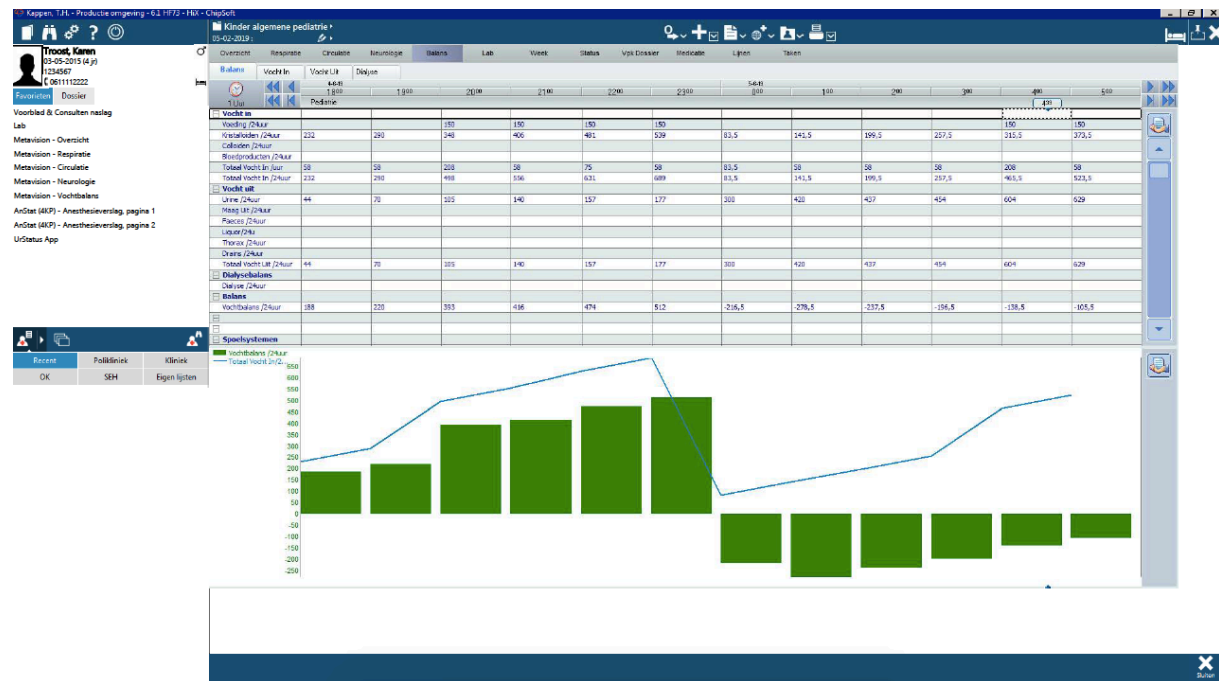 Kappen, T.H. - Productie omgeving - 6.1 HF73 - HiX - ChipSoft
Kinder algemene pediatrie
05-02-2019 :
Troost, Karen
03-05-2015 (4 jr)
1234567
0611112222
Favorieten Dossier
Voorblad & Consulten naslag
Lab
Metavision - Overzicht
Metavision - Respiratie
Metavision - Circulatie
Metavision - Neurologie
Metavision - Vochtbalans
AnStat (4KP) - Anesthesieverslag, pagina 1
AnStat (4KP) - Anesthesieverslag, pagina 2
UrStatus App
Recent Polikliniek Kliniek
OK SEH Eigen lijsten
Overzicht Respiratie Circulatie Neurologie Balans Lab Week Status Vpk Dossier Medicatie Lijnen Taken
Balans Vocht In Vocht Uit Dialyse
18 00 19 00 20 00 21 00 22 00 23 00 0 00 1 00 2 00 3 00 4 00 5 00
1 Uur Pediatrie
Vocht in
Voeding /24uur 150 150 150 150 150 150
Kristalloiden /24uur 232 290 348 406 481 539 83,5 141,5 199,5 257,5 315,5 373,5
Colloiden /24uur
Bloedproducten /24uur
Totaal Vocht In /uur 58 58 208 58 75 58 83,5 58 58 58 208 58
Totaal Vocht In /24uur 232 290 498 556 631 689 83,5 141,5 199,5 257,5 465,5 523,5
Vocht uit
Urine /24uur 44 70 105 140 157 177 300 420 437 454 604 629
Maag Uit /24uur
Faeces /24uur
Liquor/24u
Thorax /24uur
Drains /24uur
Totaal Vocht Uit /24uur 44 70 105 140 157 177 300 420 437 454 604 629
Dialysebalans
Dialyse /24uur
Balans
Vochtbalans /24uur 188 220 393 416 474 512 -216,5 -278,5 -237,5 -196,5 -138,5 -105,5
Spoelsystemen
Vochtbalans /24uur
Totaal Vocht In/2...
650
600
550
500
450
400
350
300
250
200
150
100
50
0
-50
-100
-150
-200
-250
Sluiten